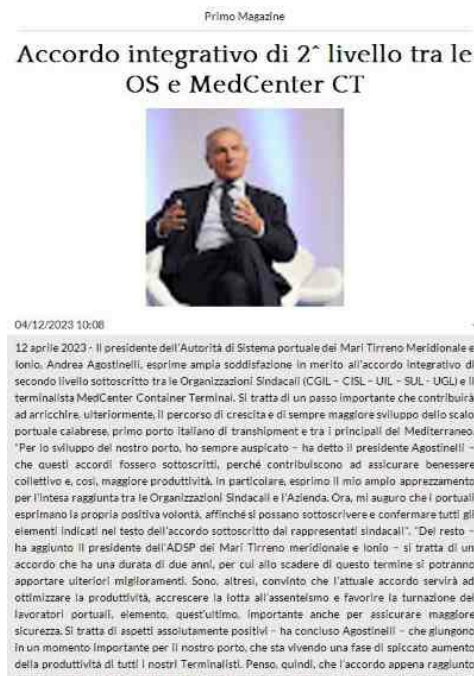 Primo Magazine
Accordo integrativo di 2^ livello tra le
OS e MedCenter CT
04/12/2023 10:08
12 aprile 2023 - Il presidente dell'Autorità di Sistema portuale dei Mari Tirreno Meridionale e
Ionio, Andrea Agostinelli, esprime ampia soddisfazione in merito all'accordo integrativo di
secondo livello sottoscritto tra le Organizzazioni Sindacali (CGIL – CISL – UIL – SUL - UGL) e il
terminalista MedCenter Container Terminal. Si tratta di un passo importante che contribuirà
ad arricchire, ulteriormente, il percorso di crescita e di sempre maggiore sviluppo dello scalo
portuale calabrese, primo porto italiano di transhipment e tra i principali del Mediterraneo.
"Per lo sviluppo del nostro porto, ho sempre auspicato – ha detto il presidente Agostinelli –
che questi accordi fossero sottoscritti, perché contribuiscono ad assicurare benessere
collettivo e, così, maggiore produttività. In particolare, esprimo il mio ampio apprezzamento
per l'intesa raggiunta tra le Organizzazioni Sindacali e l'Azienda. Ora, mi auguro che i portuali
esprimano la propria positiva volontà, affinché si possano sottoscrivere e confermare tutti gli
elementi indicati nel testo dell'accordo sottoscritto dai rappresentati sindacali". "Del resto –
ha aggiunto il presidente dell'ADSP dei Mari Tirreno meridionale e Ionio – si tratta di un
accordo che ha una durata di due anni, per cui allo scadere di questo termine si potranno
apportare ulteriori miglioramenti. Sono, altresì, convinto che l'attuale accordo servirà ad
ottimizzare la produttività, accrescere la lotta all'assenteismo e favorire la turnazione dei
lavoratori portuali, elemento, quest'ultimo, importante anche per assicurare maggiore
sicurezza. Si tratta di aspetti assolutamente positivi – ha concluso Agostinelli – che giungono
in un momento importante per il nostro porto, che sta vivendo una fase di spiccato aumento
della produttività di tutti i nostri Terminalisti. Penso, quindi, che l'accordo appena raggiunto